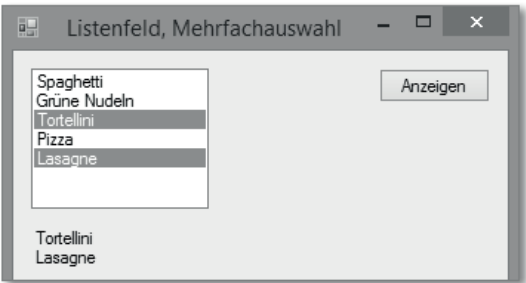 Listenfeld, Mehrfachauswahl
Spaghetti
Grüne Nudeln
Tortellini
Pizza
Lasagne
Anzeigen
Tortellini
Lasagne